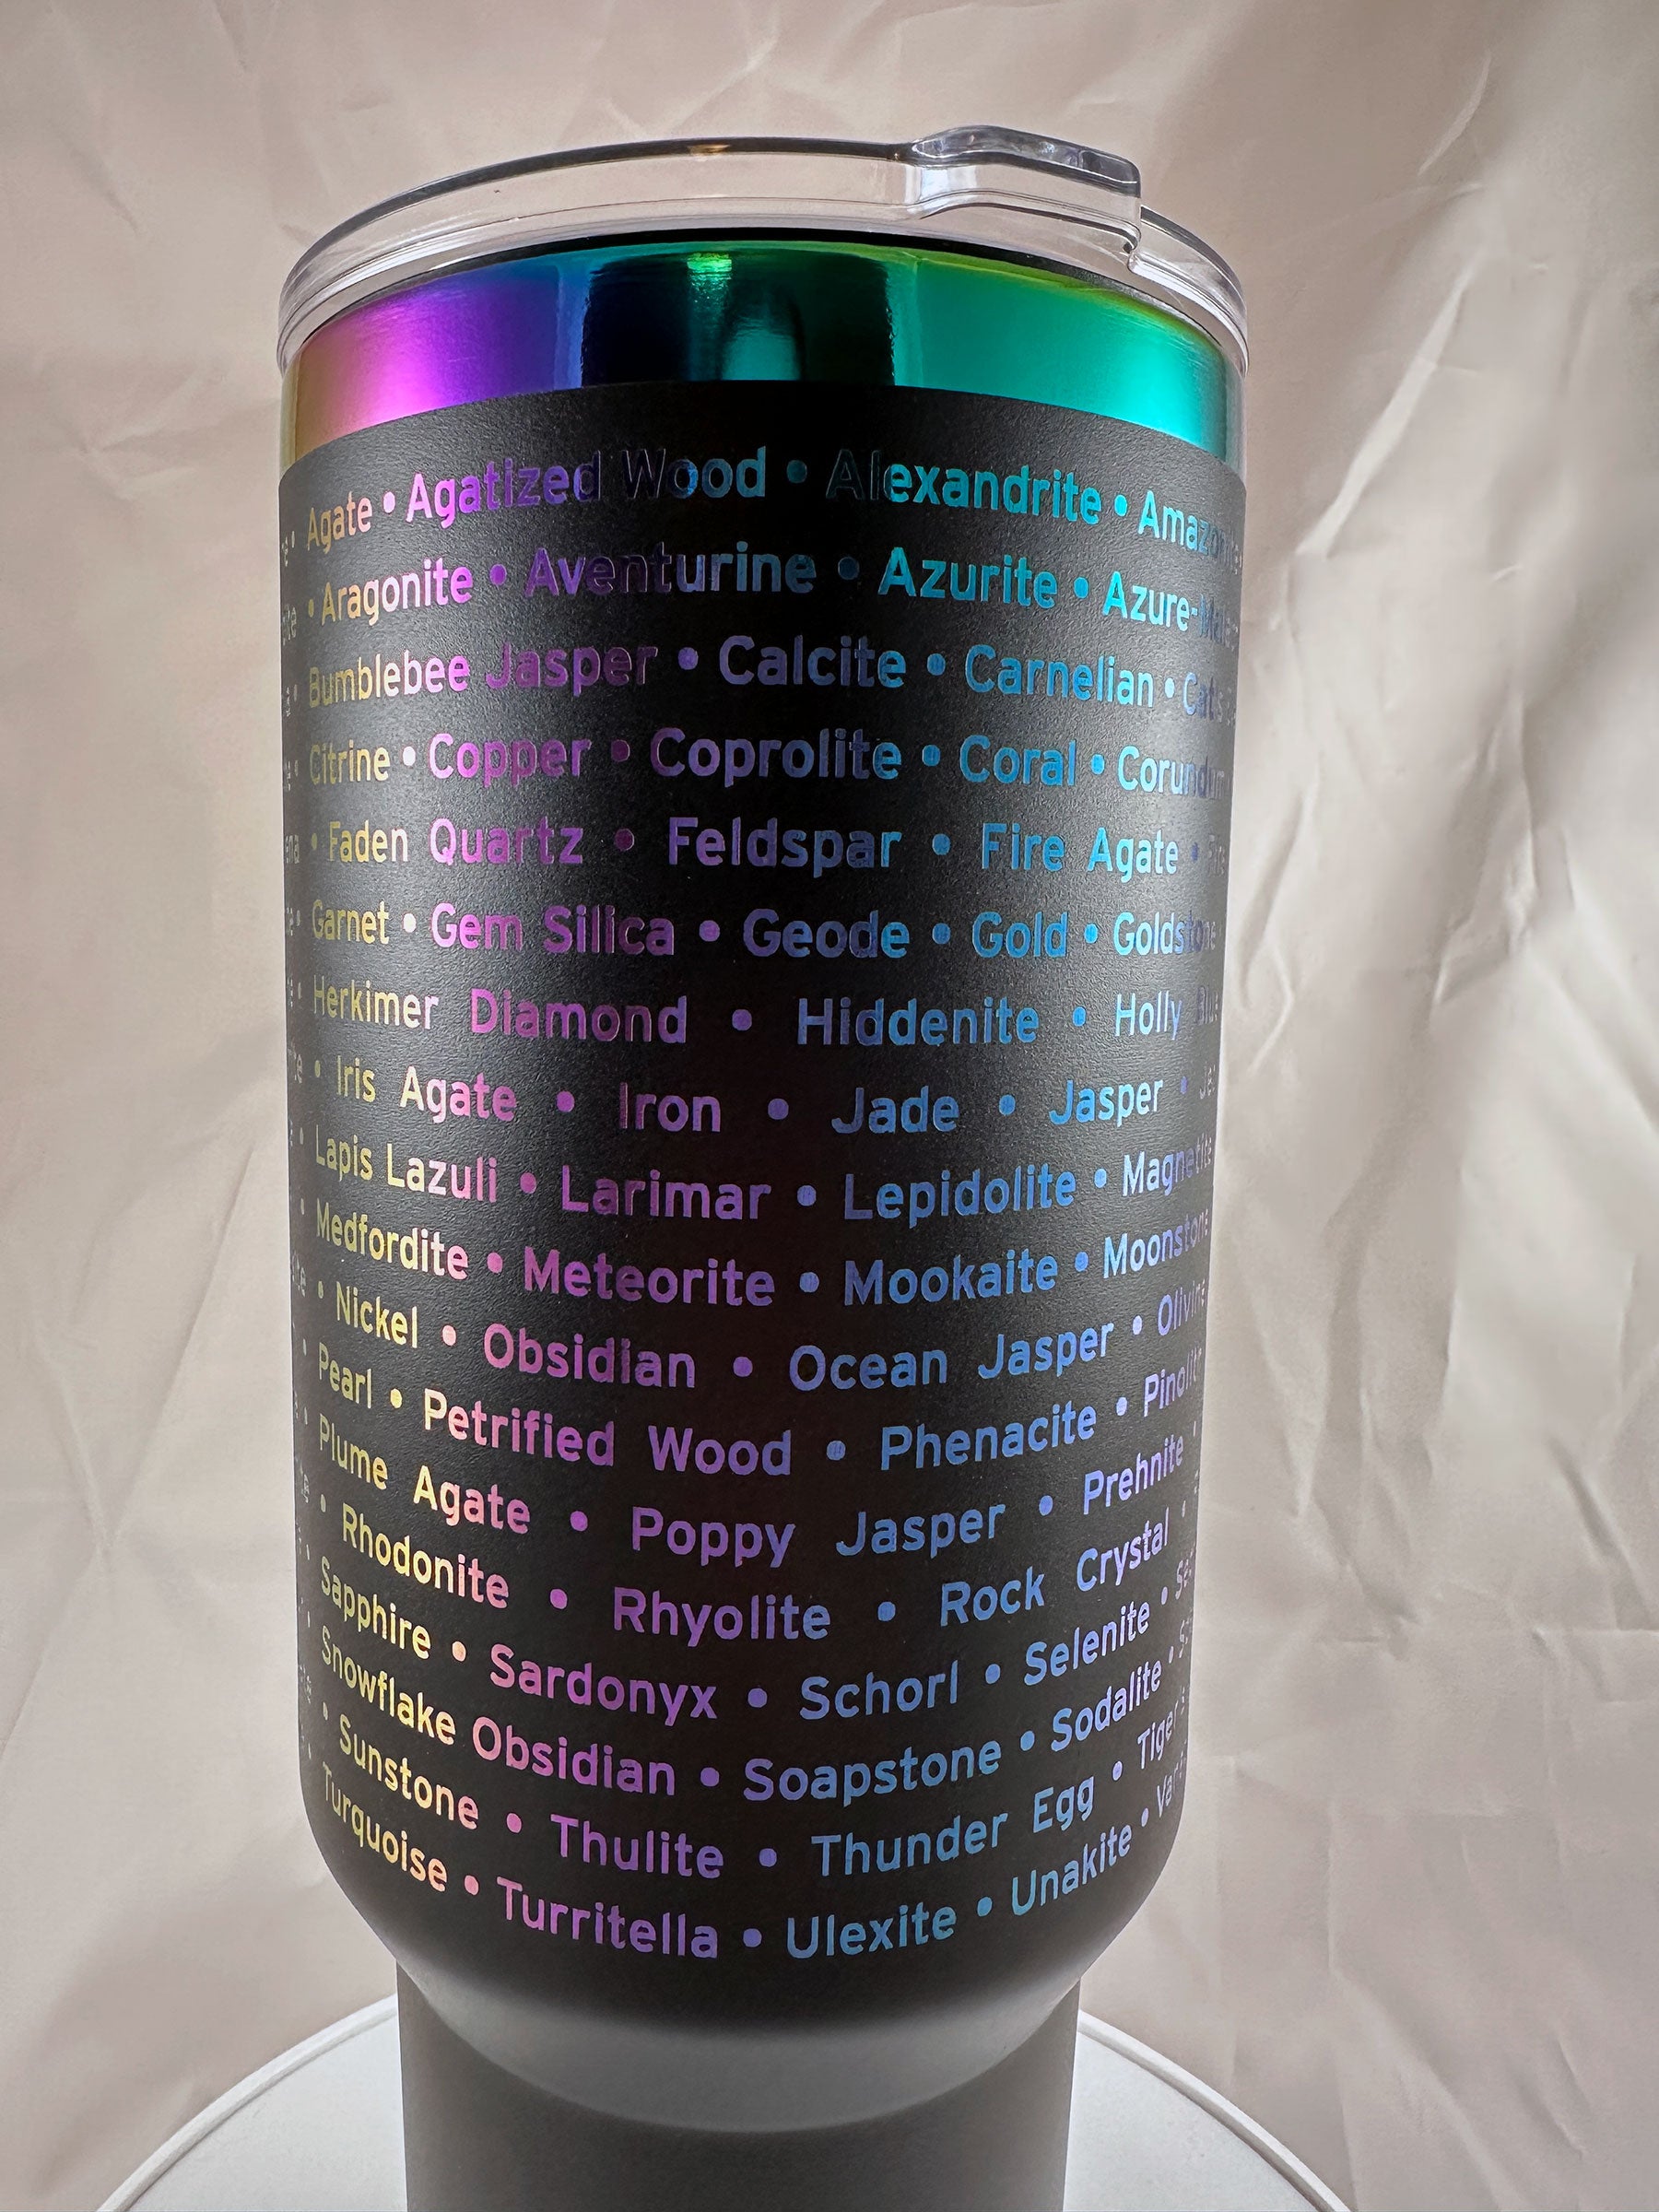 Agate • Agatized Wood • Alexandrite •
• Aragonite • Aventurine • Azurite •
Bumblebee Jasper • Calcite • Carnelian •
Citrine • Copper • Coprolite • Coral • Corundum
• Faden Quartz • Feldspar • Fire Agate •
Garnet • Gem Silica • Geode • Gold • Goldstone
Herkimer Diamond • Hiddenite • Holly
• Iris Agate • Iron • Jade • Jasper •
Lapis Lazuli • Larimar • Lepidolite • Magnetite
Medfordite • Meteorite • Mookaite • Moonstone
• Nickel • Obsidian • Ocean Jasper •
Pearl • Petrified Wood • Phenacite •
Plume Agate • Poppy Jasper • Prehnite
• Rhodonite • Rhyolite • Rock Crystal •
Sapphire • Sardonyx • Schorl • Selenite •
Snowflake Obsidian • Soapstone • Sodalite •
• Sunstone • Thulite • Thunder Egg • Tiger
Turquoise • Turritella • Ulexite • Unakite •